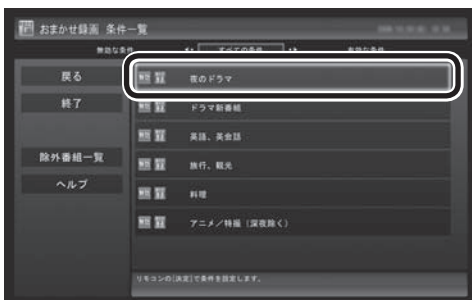 おまかせ録画 条件一覧
無効な条件 すべての条件 有効な条件
戻る
終了
除外番組一覧
ヘルプ
夜のドラマ
ドラマ新番組
英語、英会話
旅行、観光
料理
アニメ/特撮（深夜除く）
リモコンの[決定]で条件を設定します。